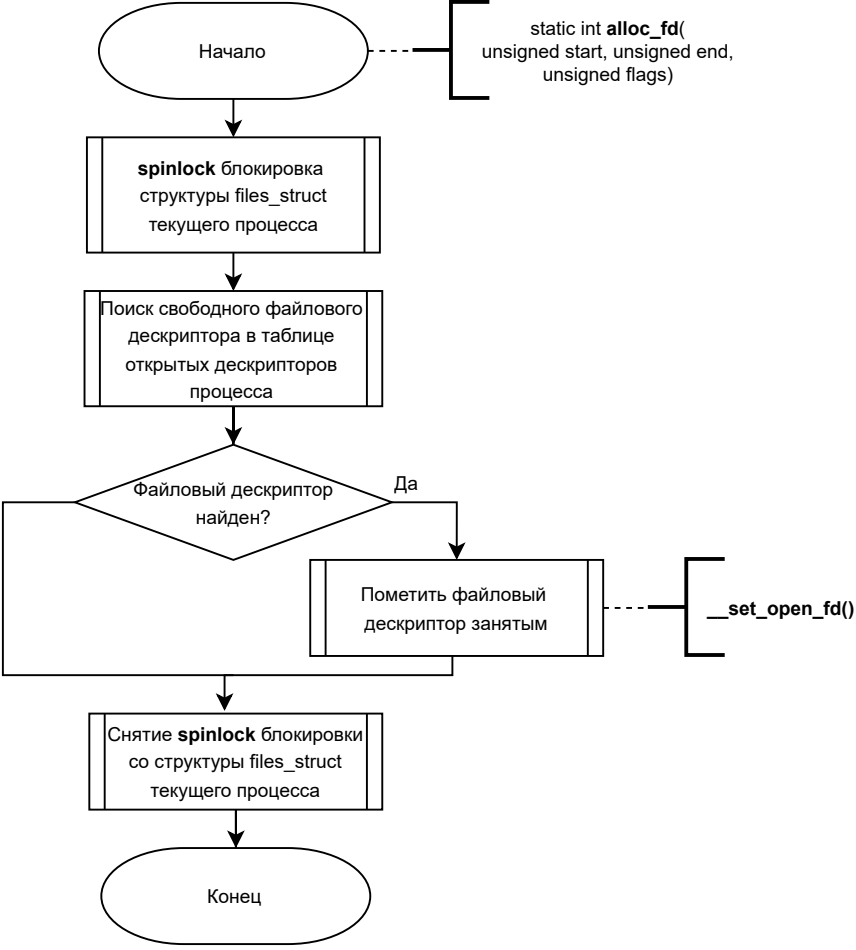 Начало
static int alloc_fd(
unsigned start, unsigned end,
unsigned flags)
spinlock блокировка
структуры files_struct
текущего процесса
Поиск свободного файлового
дескриптора в таблице
открытых дескрипторов
процесса
Файловый дескриптор
найден?
Да
Пометить файловый
дескриптор занятым
__set_open_fd()
Снятие spinlock блокировки
со структуры files_struct
текущего процесса
Конец